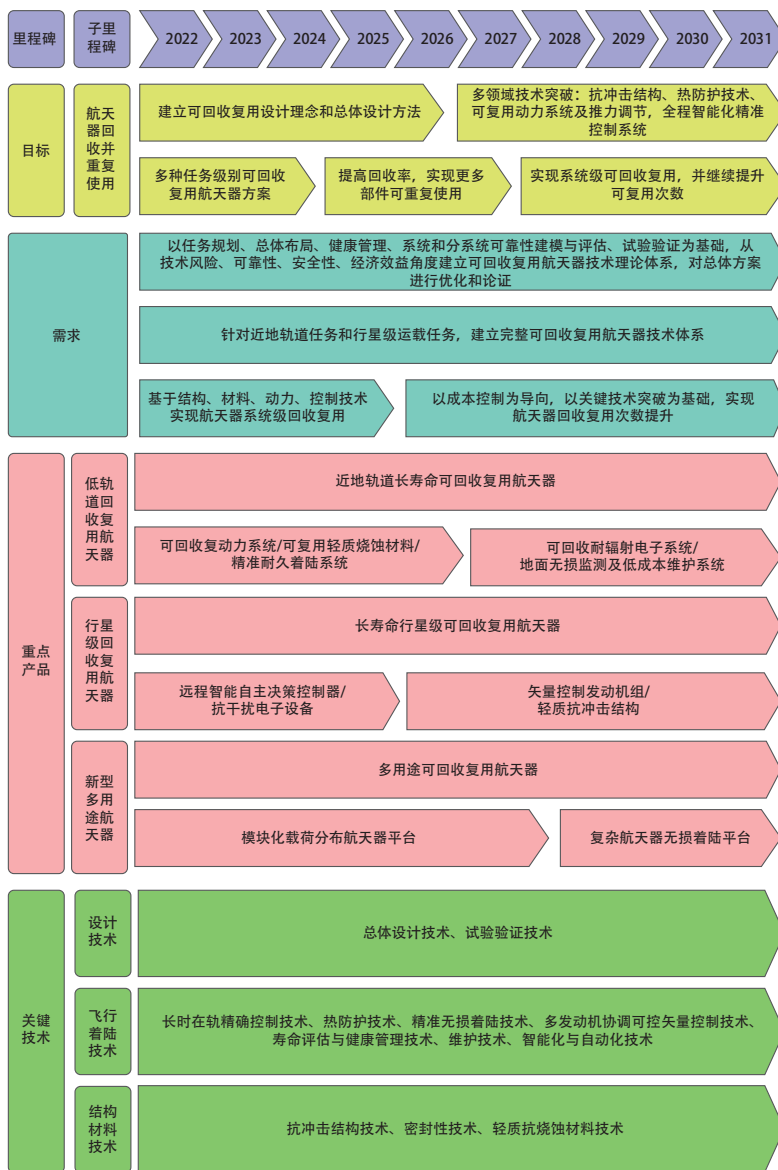 里程碑
子里
程碑
2022
2023
2024
2025
2026
2027
2028
2029
2030
2031
目标
航天
器回
收并
重复
使用
建立可回收复用设计理念和总体设计方法
多领域技术突破：抗冲击结构、热防护技术、
可复用动力系统及推力调节，全程智能化精准
控制系统
多种任务级别可回收
复用航天器方案
提高回收率，实现更多
部件可重复使用
实现系统级可回收复用，并继续提升
可复用次数
需求
以任务规划、总体布局、健康管理、系统和分系统可靠性建模与评估、试验验证为基础，从
技术风险、可靠性、安全性、经济效益角度建立可回收复用航天器技术理论体系，对总体方案
进行优化和论证
针对近地轨道任务和行星级运载任务，建立完整可回收复用航天器技术体系
基于结构、材料、动力、控制技术
实现航天器系统级回收复用
以成本控制为导向，以关键技术突破为基础，实现
航天器回收复用次数提升
重点
产品
低轨
道回
收复
用航
天器
近地轨道长寿命可回收复用航天器
可回收复动力系统/可复用轻质烧蚀材料/
精准耐久着陆系统
可回收耐辐射电子系统/
地面无损监测及低成本维护系统
行星
级回
收复
用航
天器
长寿命行星级可回收复用航天器
远程智能自主决策控制器/
抗干扰电子设备
矢量控制发动机组/
轻质抗冲击结构
新型
多用
途航
天器
多用途可回收复用航天器
模块化载荷分布航天器平台
复杂航天器无损着陆平台
关键
技术
设计
技术
总体设计技术、试验验证技术
飞行
着陆
技术
长时在轨精确控制技术、热防护技术、精准无损着陆技术、多发动机协调可控矢量控制技术、
寿命评估与健康管理技术、维护技术、智能化与自动化技术
结构
材料
技术
抗冲击结构技术、密封性技术、轻质抗烧蚀材料技术